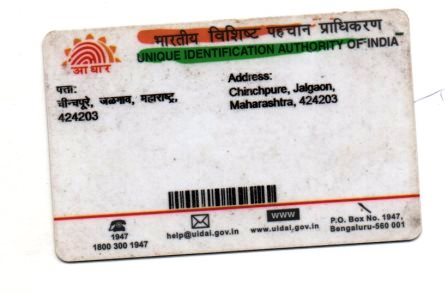 भारतीय विशिष्ट पहचान प्राधिकरण
UNIQUE IDENTIFICATION AUTHORITY OF INDIA
आधार
पत्ता:
चीन्चपूरे, जळगाव, महाराष्ट्र,
424203
Address:
Chinchpure, Jalgaon,
Maharashtra, 424203
1947
1800 300 1947
help@uidai.gov.in
WWW
www.uidai.gov.in
P.O. Box No. 1947,
Bengaluru-560 001